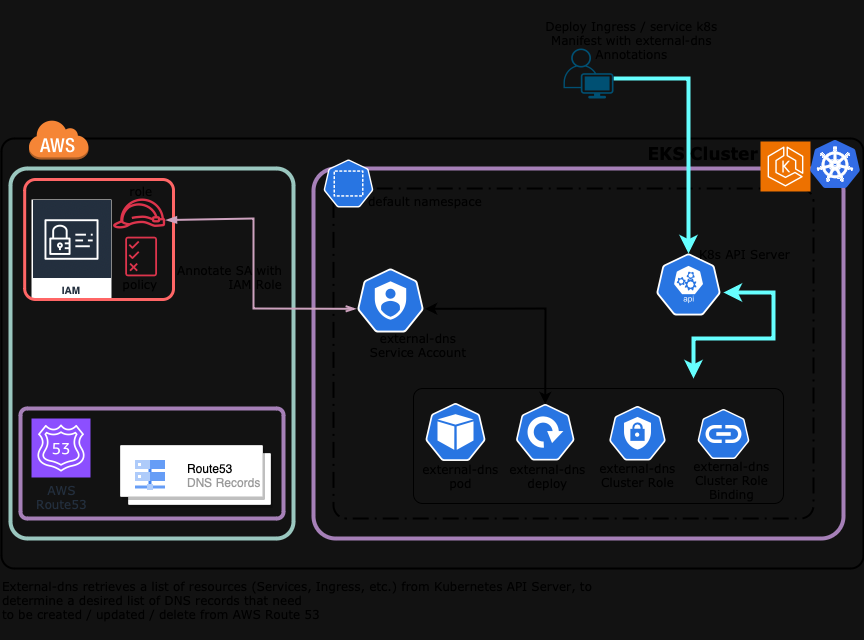 Deploy Ingress / service k8s
Manifest with external-dns
Annotations
AWS
EKS Cluster
K
role
default namespace
policy
IAM
Annotate SA with
IAM Role
K8s API Server
api
external-dns
Service Account
external-dns
pod
external-dns
deploy
external-dns
Cluster Role
external-dns
Cluster Role
Binding
53
AWS
Route53
Route53
DNS Records
External-dns retrieves a list of resources (Services, Ingress, etc.) from Kubernetes API Server, to
determine a desired list of DNS records that need
to be created / updated / delete from AWS Route 53